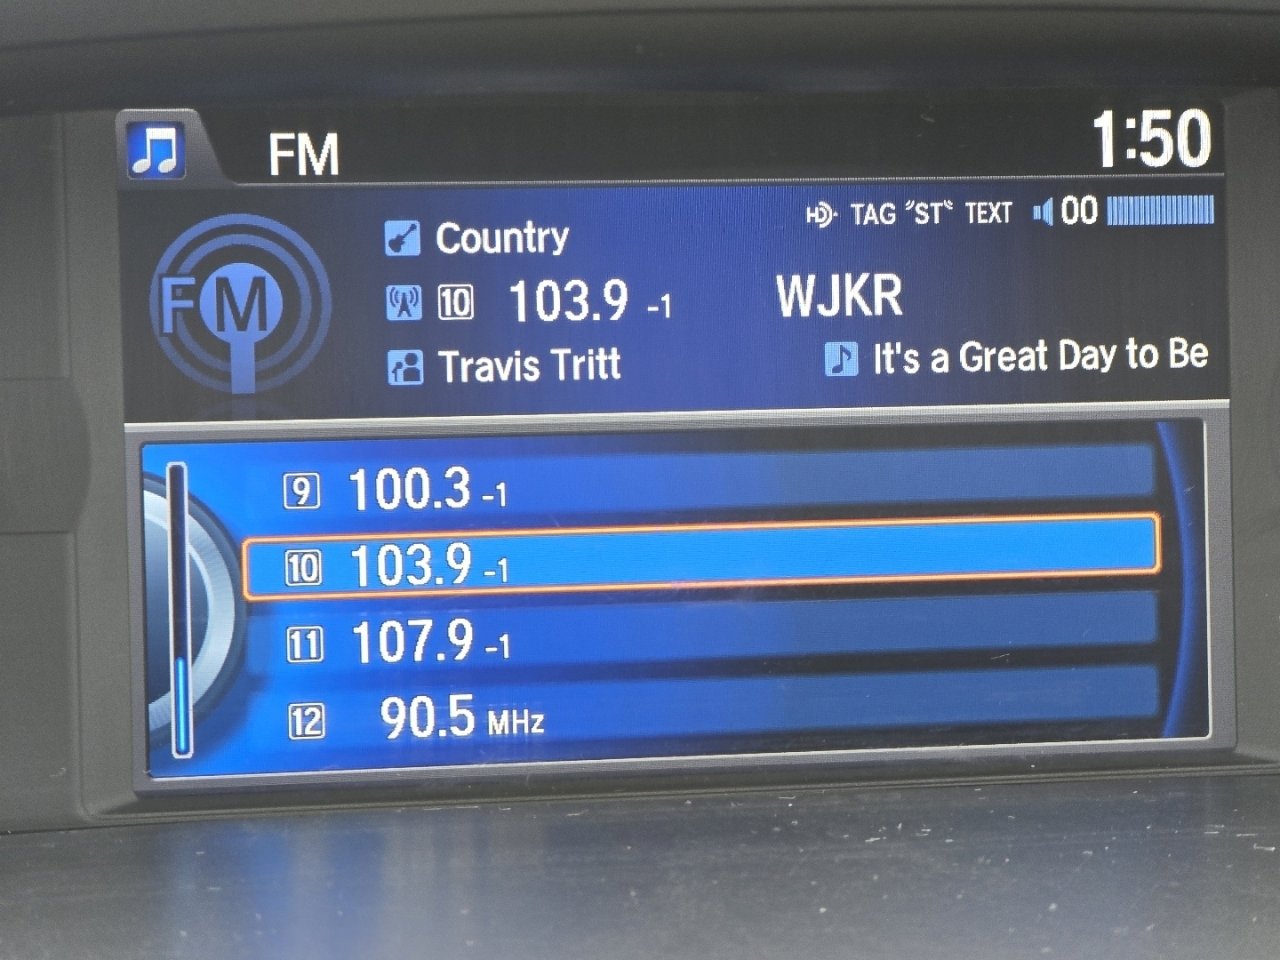 FM 1:50
HD TAG "ST" TEXT 00
FM
Country
10 103.9 -1 WJKR
Travis Tritt It's a Great Day to Be
9 100.3 -1
10 103.9 -1
11 107.9 -1
12 90.5 MHz